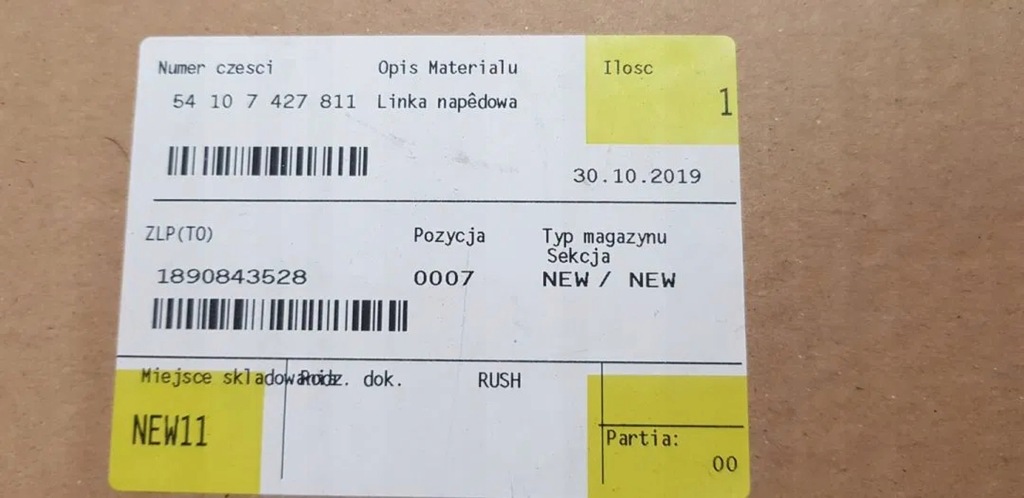 Numer czesci Opis Materialu Ilosc
54 10 7 427 811 Linka napêdowa 1
30.10.2019
ZLP(TO) Pozycja Typ magazynu
Sekcja
1890843528 0007 NEW / NEW
Miejsce skladowania Rodz. dok. RUSH
NEW11
Partia:
00